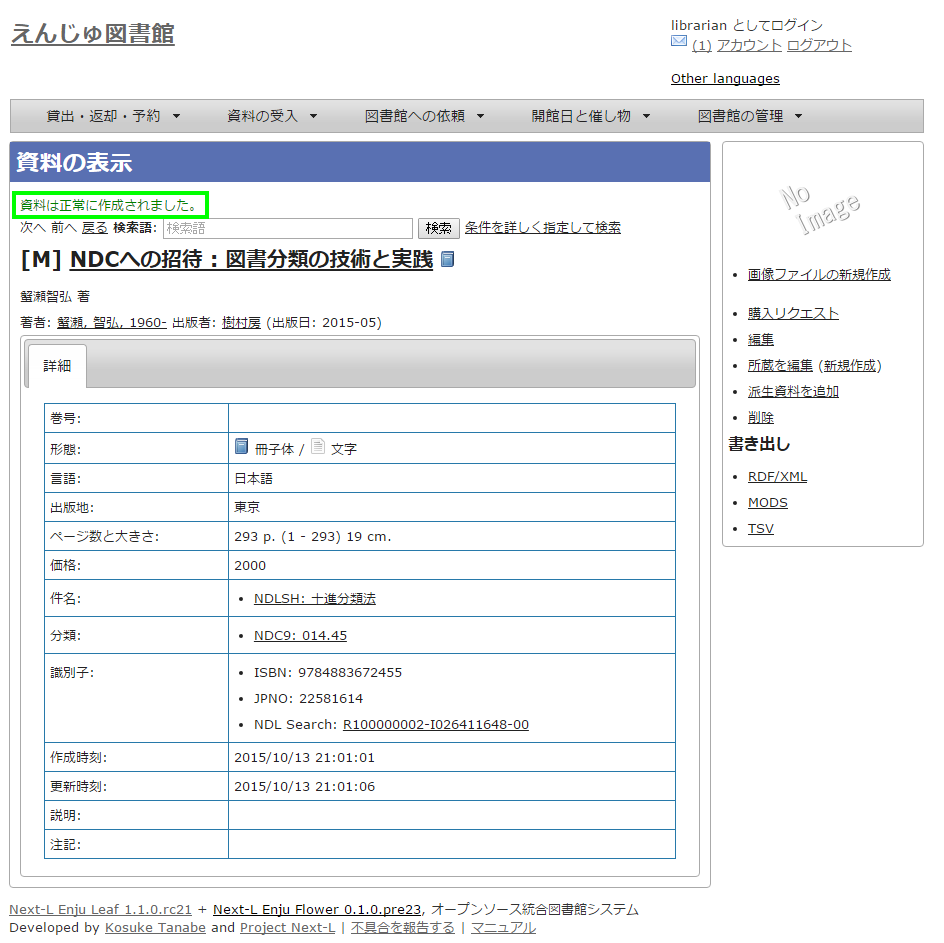 えんじゅ図書館
librarian としてログイン
(1) アカウント ログアウト
Other languages
貸出・返却・予約 ▼ 資料の受入 ▼ 図書館への依頼 ▼ 開館日と催し物 ▼ 図書館の管理 ▼
資料の表示
資料は正常に作成されました。
次へ 前へ 戻る 検索語: 検索語 検索 条件を詳しく指定して検索
[M] NDCへの招待 : 図書分類の技術と実践
蟹瀬智弘 著
著者: 蟹瀬, 智弘, 1960- 出版者: 樹村房 (出版日: 2015-05)
詳細
巻号:
形態: 冊子体 / 文字
言語: 日本語
出版地: 東京
ページ数と大きさ: 293 p. (1 - 293) 19 cm.
価格: 2000
件名: • NDLSH: 十進分類法
分類: • NDC9: 014.45
識別子: • ISBN: 9784883672455
• JPNO: 22581614
• NDL Search: R100000002-I026411648-00
作成時刻: 2015/10/13 21:01:01
更新時刻: 2015/10/13 21:01:06
説明:
注記:
No
Image
• 画像ファイルの新規作成
• 購入リクエスト
• 編集
• 所蔵を編集 (新規作成)
• 派生資料を追加
• 削除
書き出し
• RDF/XML
• MODS
• TSV
Next-L Enju Leaf 1.1.0.rc21 + Next-L Enju Flower 0.1.0.pre23, オープンソース統合図書館システム
Developed by Kosuke Tanabe and Project Next-L | 不具合を報告する | マニュアル